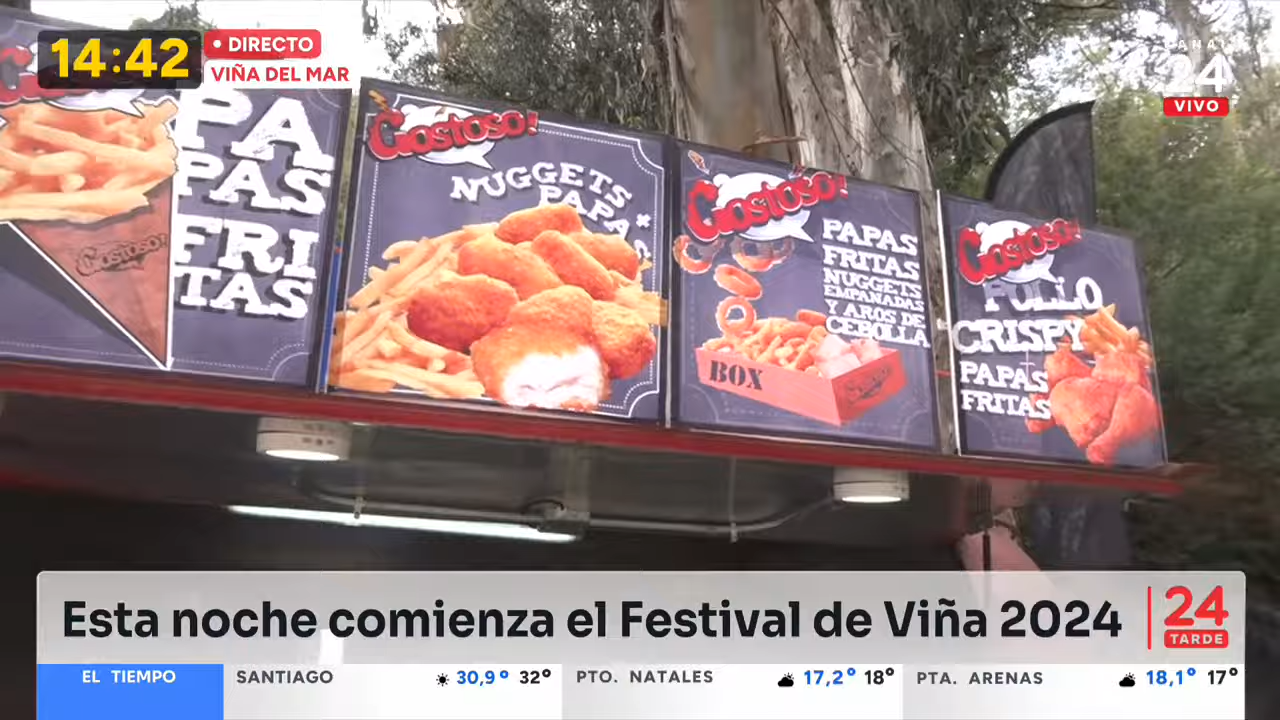 14:42
• DIRECTO
VIÑA DEL MAR
CANAL
24
VIVO
PA
PAS
FRI
TAS
Gostoso!
Gostoso!
NUGGETS +
PAPAS
Gostoso!
PAPAS
FRITAS
NUGGETS
EMPANADAS
Y AROS DE
CEBOLLA
BOX
Gostoso!
POLLO
CRISPY
PAPAS
FRITAS
Esta noche comienza el Festival de Viña 2024
24
TARDE
EL TIEMPO
SANTIAGO 30,9° 32°
PTO. NATALES 17,2° 18°
PTA. ARENAS 18,1° 17°